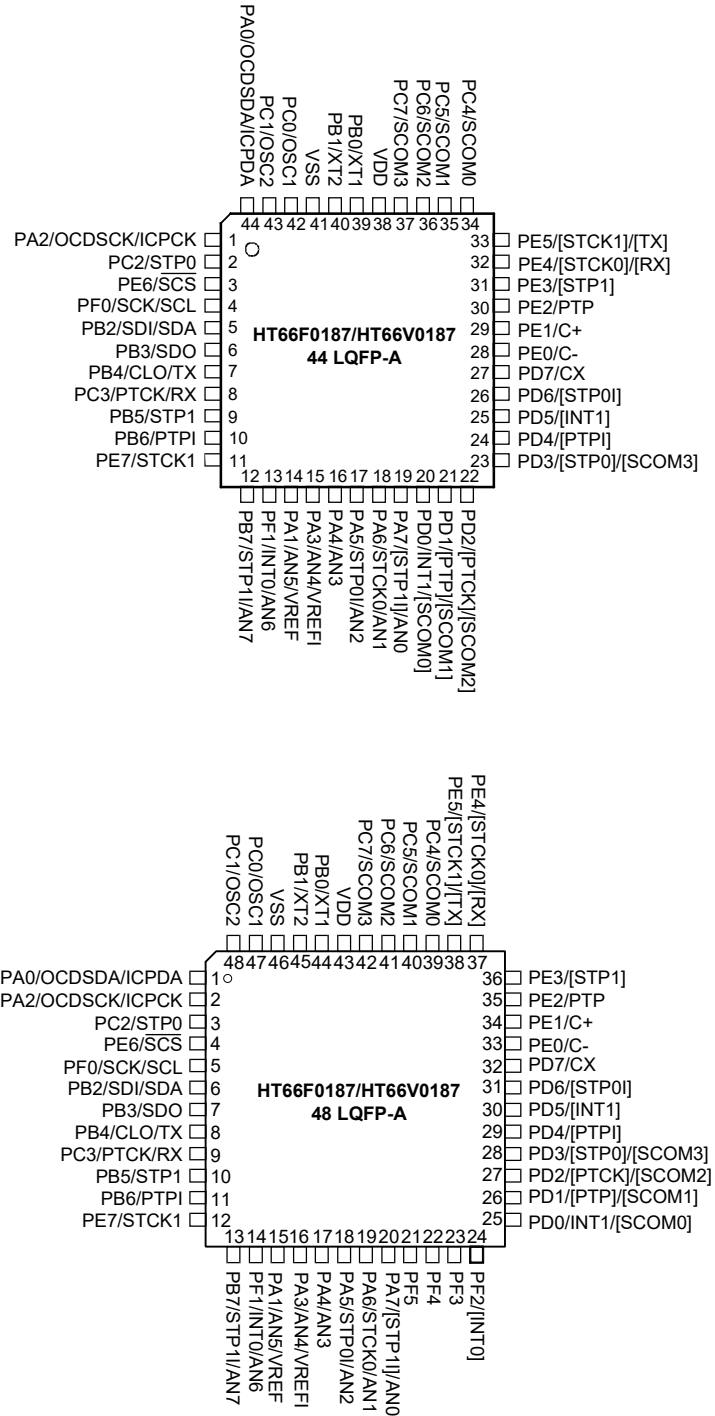 PA0/OCDSDA/ICPDA
PC1/OSC2
PC0/OSC1
VSS
PB1/XT2
PB0/XT1
VDD
PC7/SCOM3
PC6/SCOM2
PC5/SCOM1
PC4/SCOM0
44 43 42 41 40 39 38 37 36 35 34
PA2/OCDSCK/ICPCK 1
PC2/STP0 2
PE6/SCS 3
PF0/SCK/SCL 4
PB2/SDI/SDA 5
PB3/SDO 6
PB4/CLO/TX 7
PC3/PTCK/RX 8
PB5/STP1 9
PB6/PTPI 10
PE7/STCK1 11
HT66F0187/HT66V0187
44 LQFP-A
33 PE5/[STCK1]/[TX]
32 PE4/[STCK0]/[RX]
31 PE3/[STP1]
30 PE2/PTP
29 PE1/C+
28 PE0/C-
27 PD7/CX
26 PD6/[STP0I]
25 PD5/[INT1]
24 PD4/[PTPI]
23 PD3/[STP0]/[SCOM3]
12 13 14 15 16 17 18 19 20 21 22
PB7/STP1I/AN7
PF1/INT0/AN6
PA1/AN5/VREF
PA3/AN4/VREFI
PA4/AN3
PA5/STP0I/AN2
PA6/STCK0/AN1
PA7/[STP1I]/AN0
PD0/INT1/[SCOM0]
PD1/[PTP]/[SCOM1]
PD2/[PTCK]/[SCOM2]
PC1/OSC2
PC0/OSC1
VSS
PB1/XT2
PB0/XT1
VDD
PC7/SCOM3
PC6/SCOM2
PC5/SCOM1
PC4/SCOM0
PE5/[STCK1]/[TX]
PE4/[STCK0]/[RX]
48 47 46 45 44 43 42 41 40 39 38 37
PA0/OCDSDA/ICPDA 1
PA2/OCDSCK/ICPCK 2
PC2/STP0 3
PE6/SCS 4
PF0/SCK/SCL 5
PB2/SDI/SDA 6
PB3/SDO 7
PB4/CLO/TX 8
PC3/PTCK/RX 9
PB5/STP1 10
PB6/PTPI 11
PE7/STCK1 12
HT66F0187/HT66V0187
48 LQFP-A
36 PE3/[STP1]
35 PE2/PTP
34 PE1/C+
33 PE0/C-
32 PD7/CX
31 PD6/[STP0I]
30 PD5/[INT1]
29 PD4/[PTPI]
28 PD3/[STP0]/[SCOM3]
27 PD2/[PTCK]/[SCOM2]
26 PD1/[PTP]/[SCOM1]
25 PD0/INT1/[SCOM0]
13 14 15 16 17 18 19 20 21 22 23 24
PB7/STP1I/AN7
PF1/INT0/AN6
PA1/AN5/VREF
PA3/AN4/VREFI
PA4/AN3
PA5/STP0I/AN2
PA6/STCK0/AN1
PA7/[STP1I]/AN0
PF5
PF4
PF3
PF2/[INT0]